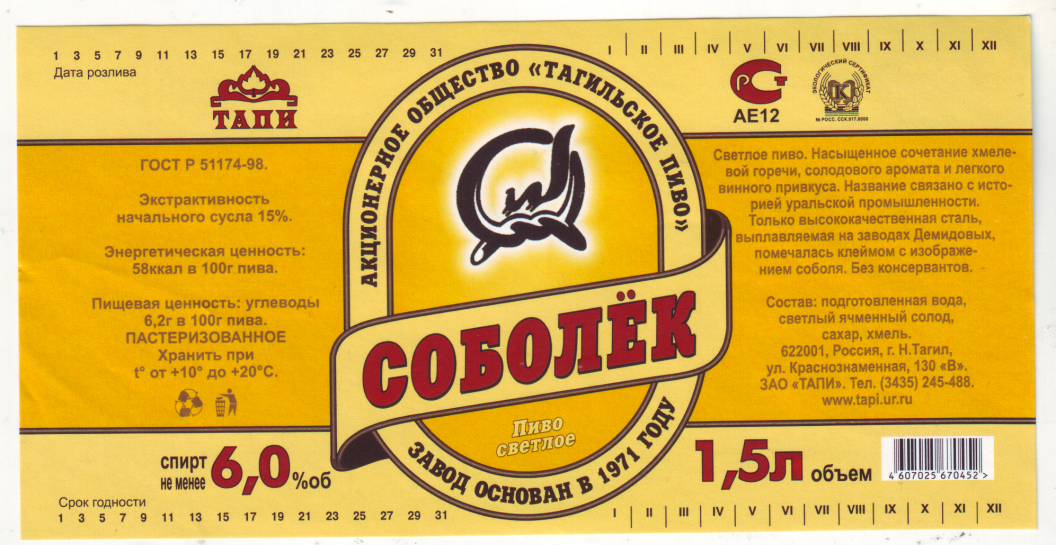 1 3 5 7 9 11 13 15 17 19 21 23 25 27 29 31
Дата розлива
I II III IV V VI VII VIII IX X XI XII
ТАПИ
АКЦИОНЕРНОЕ ОБЩЕСТВО «ТАГИЛЬСКОЕ ПИВО»
РСТ
АЕ12
ЭКОЛОГИЧЕСКИЙ СЕРТИФИКАТ
ГОСТ Р 51174-98.
Экстрактивность
начального сусла 15%.
Энергетическая ценность:
58ккал в 100г пива.
Пищевая ценность: углеводы
6,2г в 100г пива.
ПАСТЕРИЗОВАННОЕ
Хранить при
t° от +10° до +20°С.
СОБОЛЁК
Пиво
светлое
ЗАВОД ОСНОВАН В 1971 ГОДУ
Светлое пиво. Насыщенное сочетание хмеле-
вой горечи, солодового аромата и легкого
винного привкуса. Название связано с исто-
рией уральской промышленности.
Только высококачественная сталь,
выплавляемая на заводах Демидовых,
помечалась клеймом с изображе-
нием соболя. Без консервантов.
Состав: подготовленная вода,
светлый ячменный солод,
сахар, хмель.
622001, Россия, г. Н.Тагил,
ул. Краснознаменная, 130 «В».
ЗАО «ТАПИ». Тел. (3435) 245-488.
www.tapi.ur.ru
спирт
не менее 6,0 %об
1,5л объем
4 607025 670452 >
Срок годности
1 3 5 7 9 11 13 15 17 19 21 23 25 27 29 31
I II III IV V VI VII VIII IX X XI XII